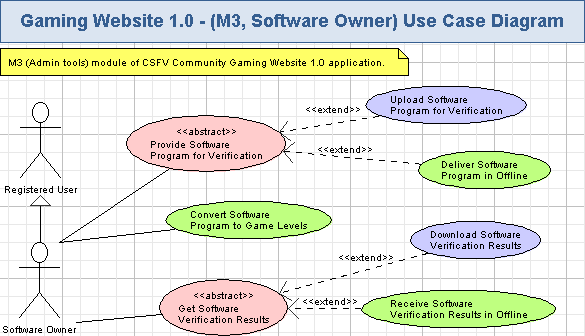 Gaming Website 1.0 - (M3, Software Owner) Use Case Diagram
M3 (Admin tools) module of CSFV Community Gaming Website 1.0 application.
Upload Software
Program for Verification
<<extend>>
<<abstract>>
Provide Software
Program for Verification
<<extend>>
Deliver Software
Program in Offline
Registered User
Convert Software
Program to Game Levels
Download Software
Verification Results
<<extend>>
<<abstract>>
Get Software
Verification Results
<<extend>>
Receive Software
Verification Results in Offline
Software Owner